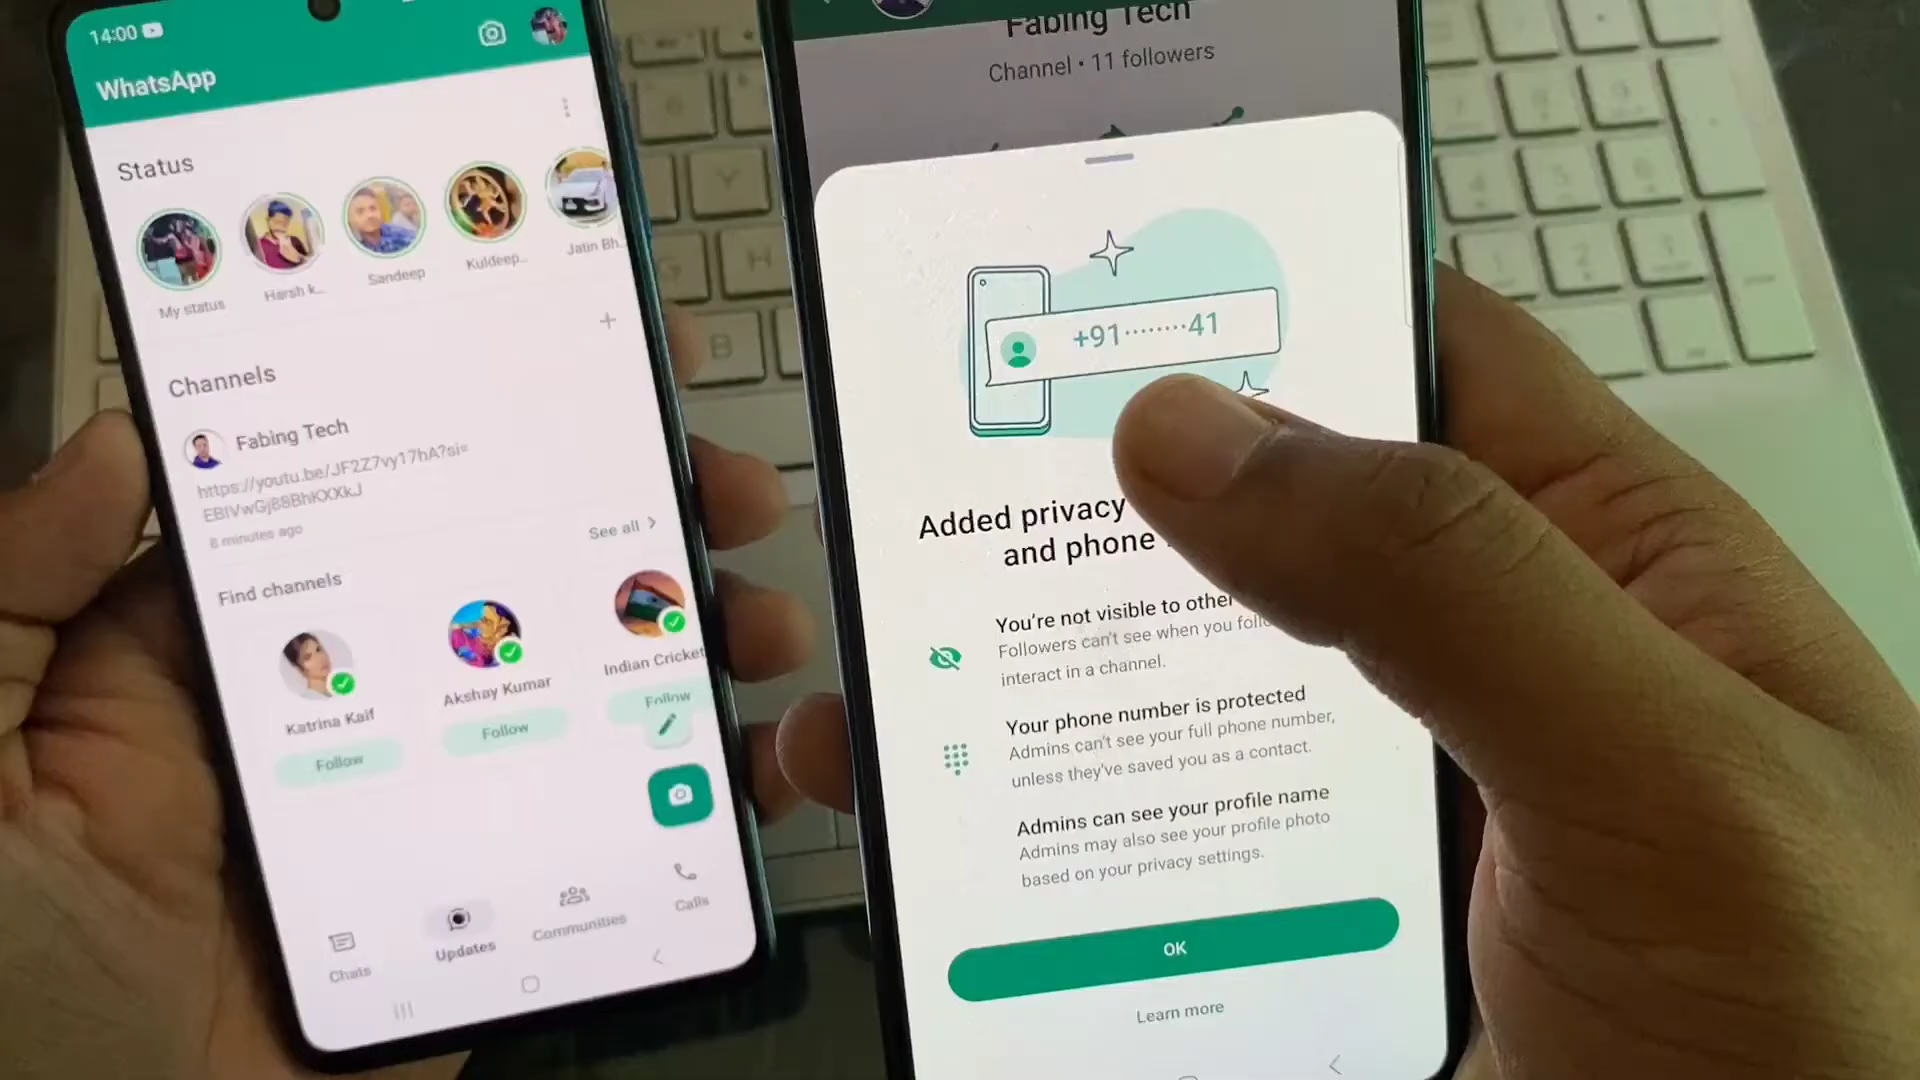 14:00
WhatsApp
Status
My status
Harsh k...
Sandeep
Kuldeep...
Jatin Bh...
Channels
Fabing Tech
https://youtu.be/JF2Z7vy17hA?si=
EBIVwGj88BhKXXkJ
8 minutes ago
See all
Find channels
Katrina Kaif
Follow
Akshay Kumar
Follow
Indian Cricket
Follow
Chats
Updates
Communities
Calls
Fabing Tech
Channel • 11 followers
+91········41
Added privacy
and phone
You're not visible to other
Followers can't see when you
interact in a channel.
Your phone number is protected
Admins can't see your full phone number,
unless they've saved you as a contact.
Admins can see your profile name
Admins may also see your profile photo
based on your privacy settings.
OK
Learn more